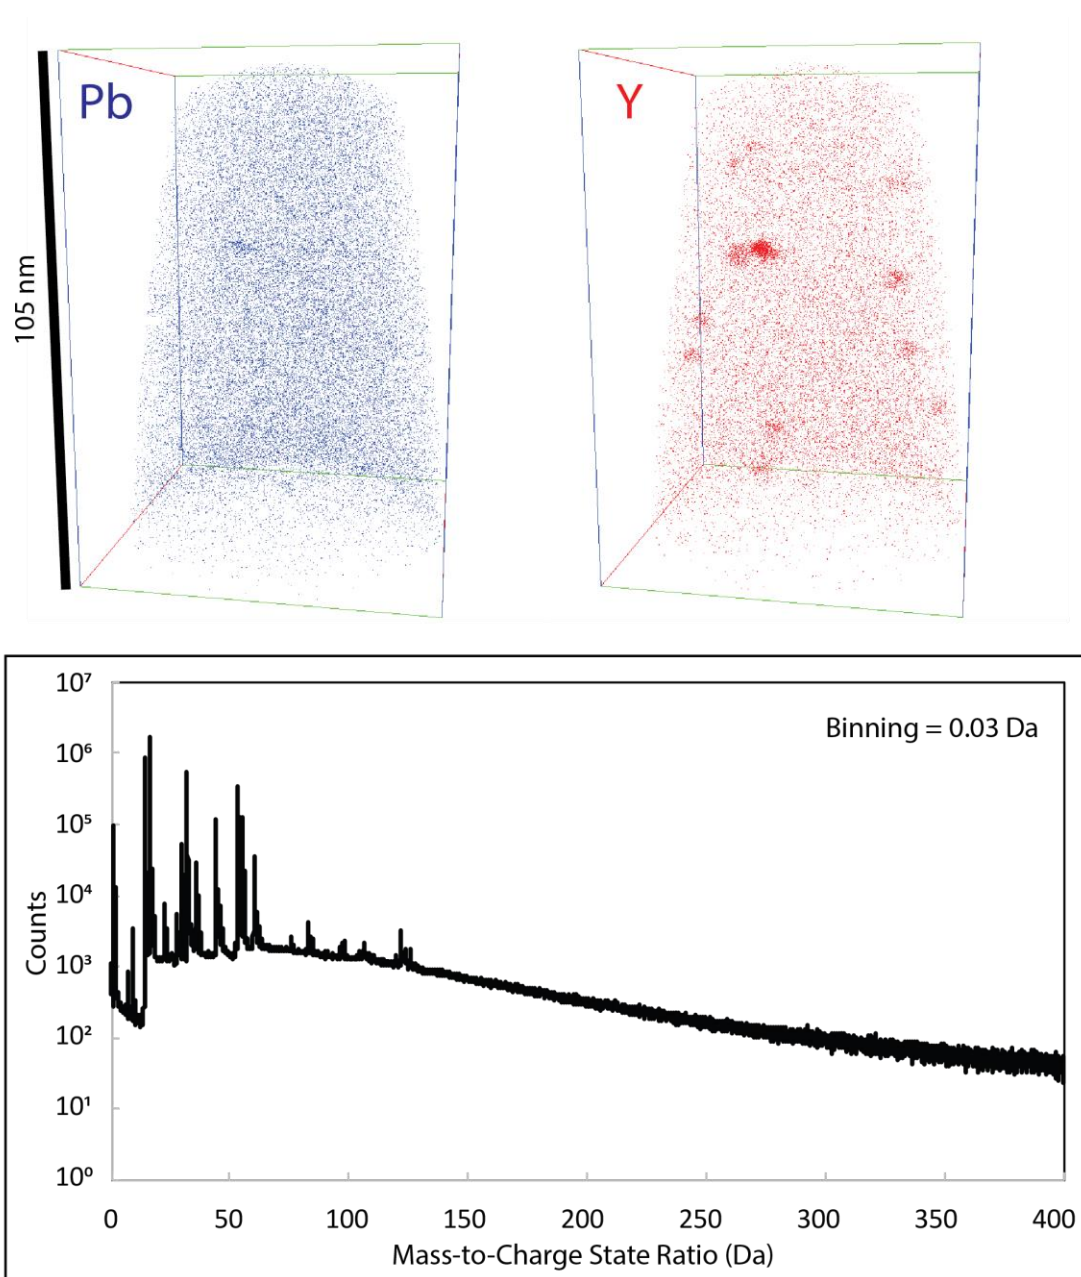 Pb
Y
105 nm
Binning = 0.03 Da
10⁷
10⁶
10⁵
10⁴
10³
10²
10¹
10⁰
Counts
0 50 100 150 200 250 300 350 400
Mass-to-Charge State Ratio (Da)